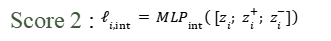 Score 2 : ℓ_{i,int} = MLP_{int}([z_i; z_i^+; z_i^-])